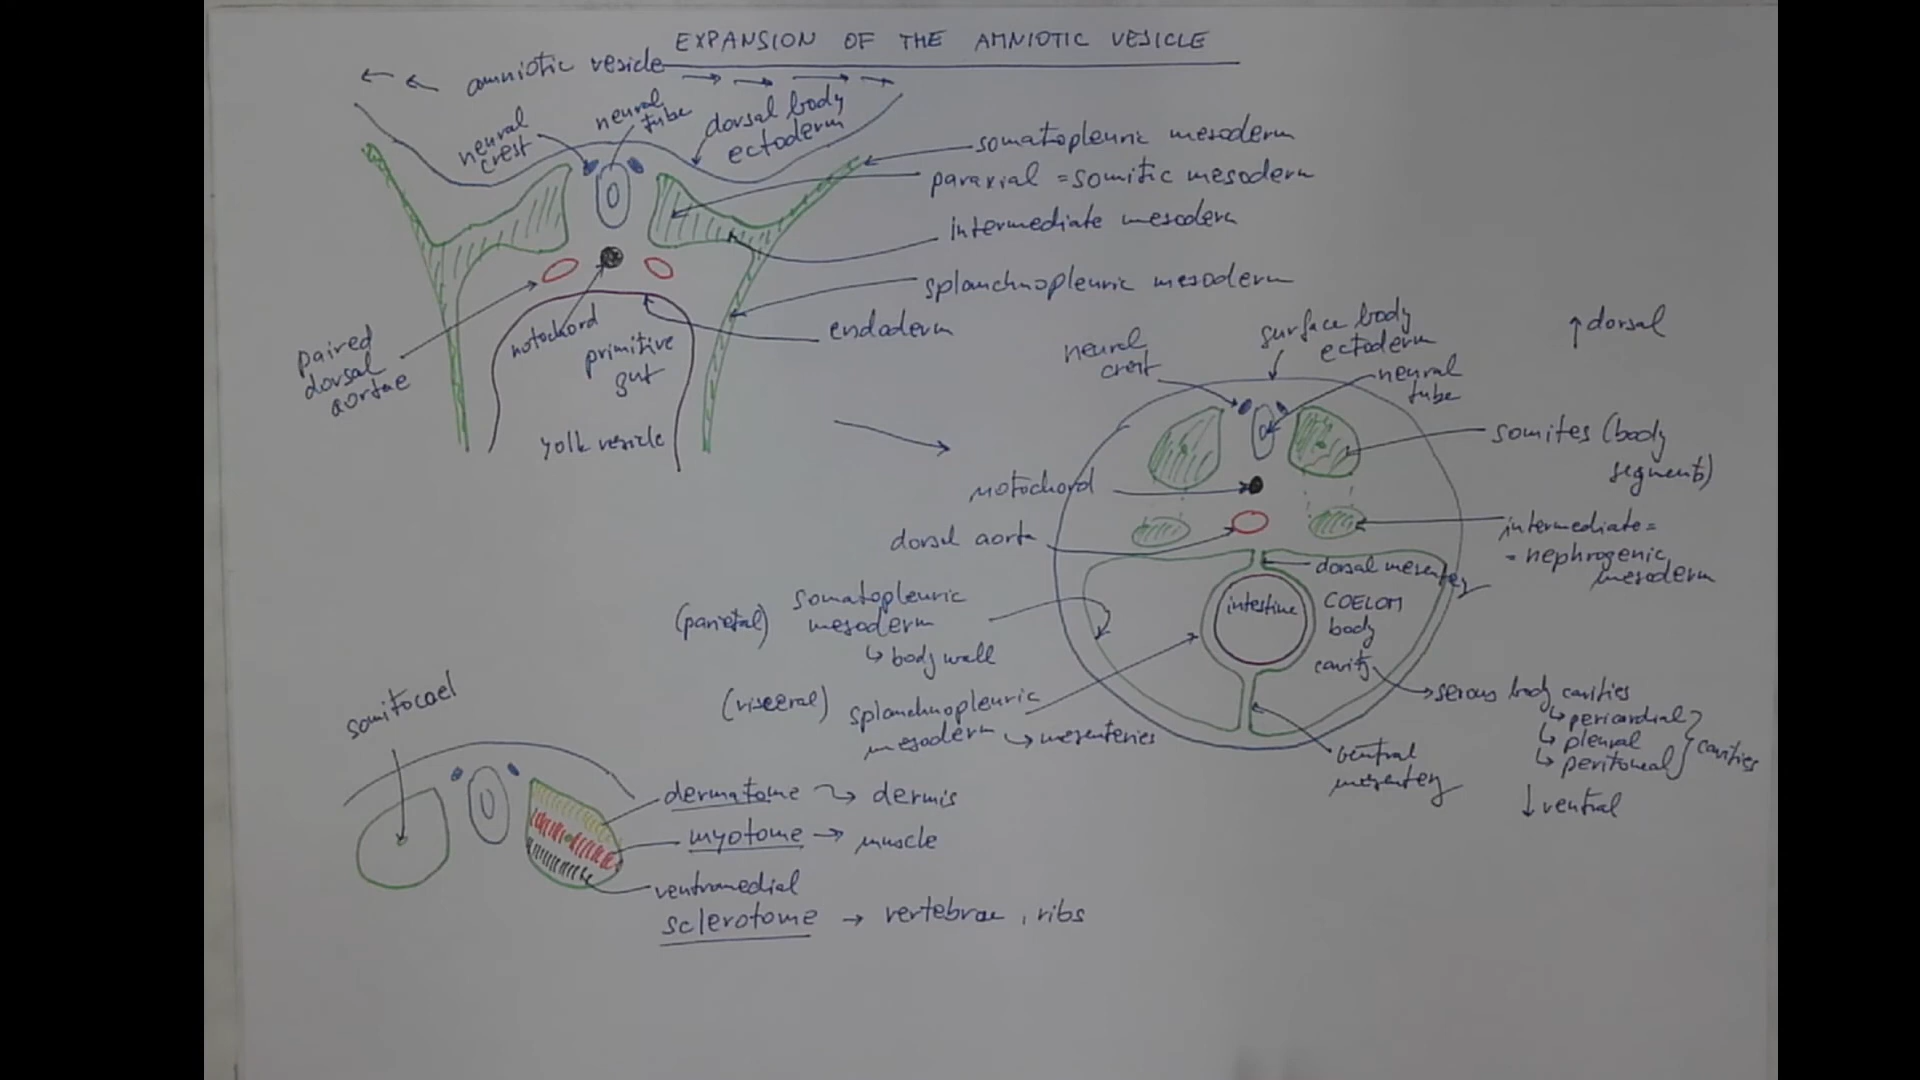 EXPANSION OF THE AMNIOTIC VESICLE
amniotic vesicle
neural
crest
neural
tube
dorsal body
ectoderm
somatopleuric mesoderm
paraxial = somitic mesoderm
intermediate mesoderm
splanchnopleuric mesoderm
endoderm
paired
dorsal
aortae
notochord
primitive
gut
yolk vesicle
↑ dorsal
neural
crest
surface body
ectoderm
neural
tube
somites (body
segments)
notochord
dorsal aorta
intermediate =
= nephrogenic
mesoderm
dorsal mesentery
intestine
COELOM
body
cavity
(parietal) somatopleuric
mesoderm
↳ body wall
(visceral) splanchnopleuric
mesoderm ↳ mesenteries
serous body cavities
↳ pericardial
↳ pleural
↳ peritoneal
} cavities
ventral
mesentery
↓ ventral
somitocoel
dermatome → dermis
myotome → muscle
ventromedial
sclerotome → vertebrae, ribs